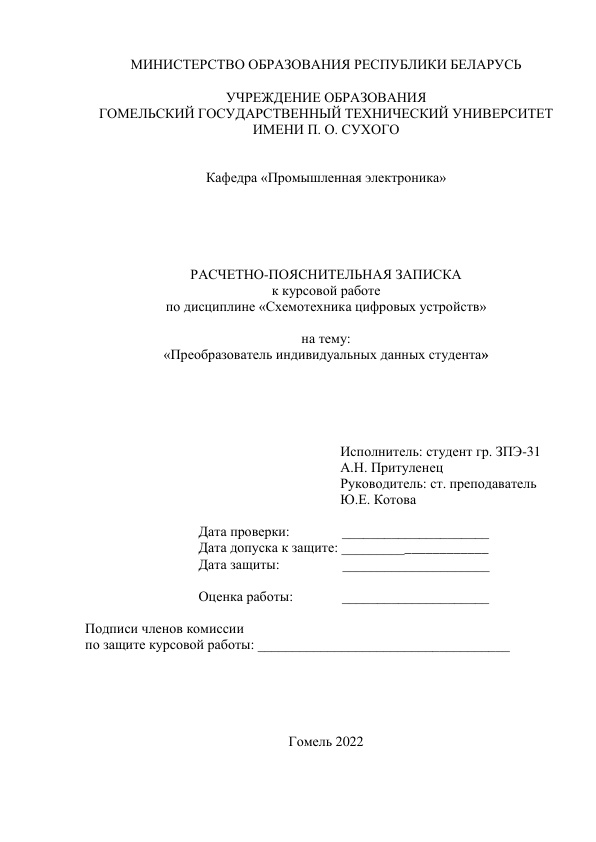 МИНИСТЕРСТВО ОБРАЗОВАНИЯ РЕСПУБЛИКИ БЕЛАРУСЬ
УЧРЕЖДЕНИЕ ОБРАЗОВАНИЯ
ГОМЕЛЬСКИЙ ГОСУДАРСТВЕННЫЙ ТЕХНИЧЕСКИЙ УНИВЕРСИТЕТ
ИМЕНИ П. О. СУХОГО
Кафедра «Промышленная электроника»
РАСЧЕТНО-ПОЯСНИТЕЛЬНАЯ ЗАПИСКА
к курсовой работе
по дисциплине «Схемотехника цифровых устройств»
на тему:
«Преобразователь индивидуальных данных студента»
Исполнитель: студент гр. ЗПЭ-31
А.Н. Притуленец
Руководитель: ст. преподаватель
Ю.Е. Котова
Дата проверки: _____________________
Дата допуска к защите: _____________________
Дата защиты: _____________________
Оценка работы: _____________________
Подписи членов комиссии
по защите курсовой работы: ____________________________________
Гомель 2022